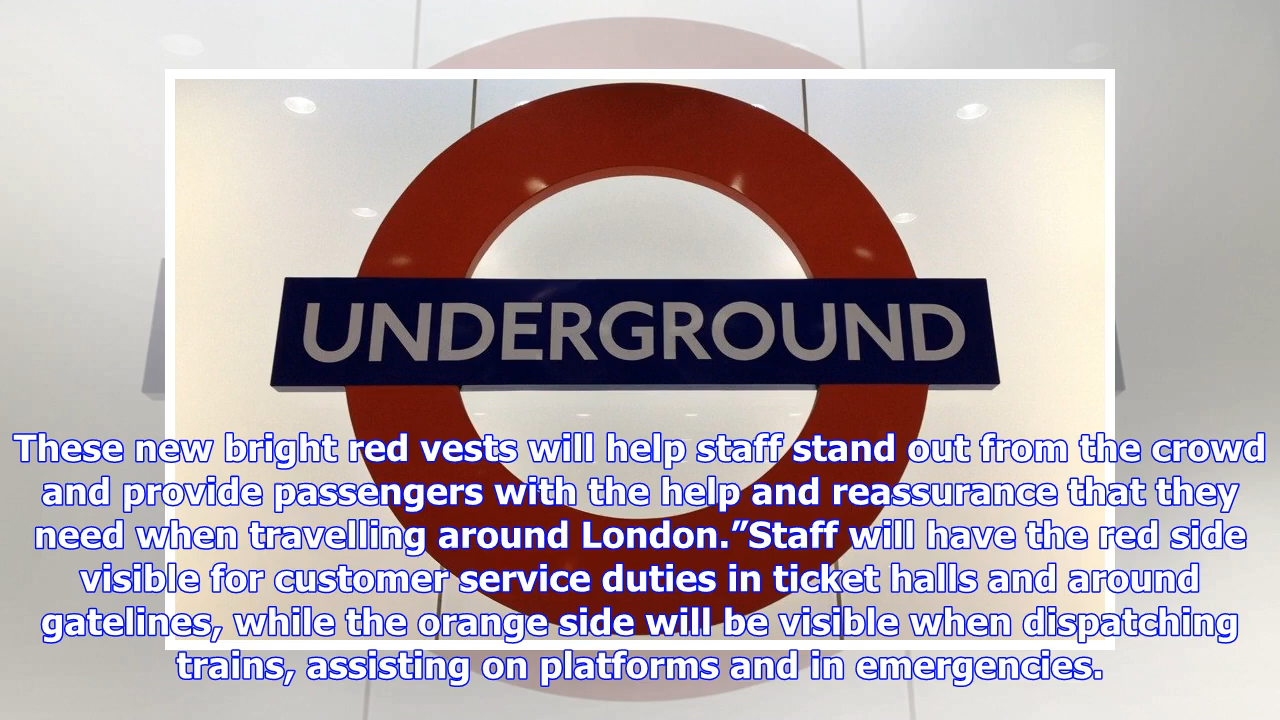 UNDERGROUND
These new bright red vests will help staff stand out from the crowd
and provide passengers with the help and reassurance that they
need when travelling around London.”Staff will have the red side
visible for customer service duties in ticket halls and around
gatelines, while the orange side will be visible when dispatching
trains, assisting on platforms and in emergencies.